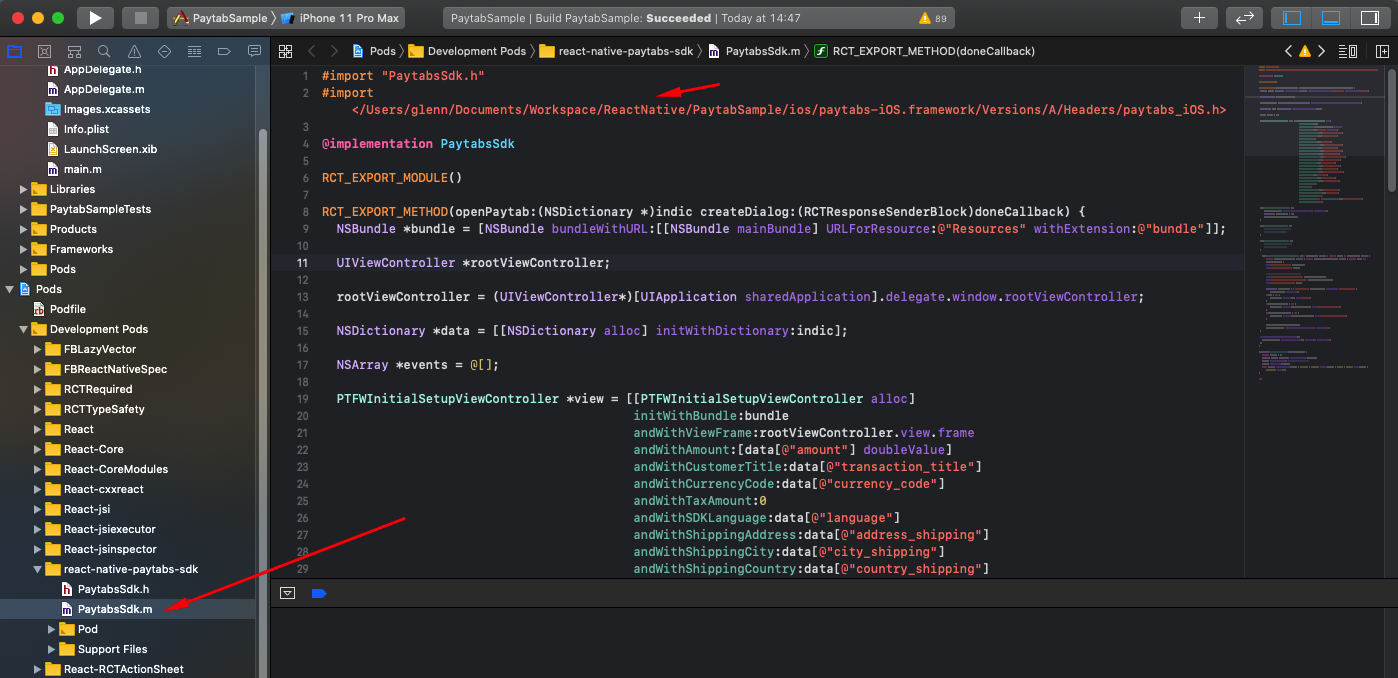 PaytabSample 〉 iPhone 11 Pro Max
PaytabSample | Build PaytabSample: Succeeded | Today at 14:47
89
Pods 〉 Development Pods 〉 react-native-paytabs-sdk 〉 PaytabsSdk.m 〉 RCT_EXPORT_METHOD(doneCallback)
AppDelegate.h
AppDelegate.m
Images.xcassets
Info.plist
LaunchScreen.xib
main.m
Libraries
PaytabSampleTests
Products
Frameworks
Pods
Pods
Podfile
Development Pods
FBLazyVector
FBReactNativeSpec
RCTRequired
RCTTypeSafety
React
React-Core
React-CoreModules
React-cxxreact
React-jsi
React-jsiexecutor
React-jsinspector
react-native-paytabs-sdk
PaytabsSdk.h
PaytabsSdk.m
Pod
Support Files
React-RCTActionSheet
1 #import "PaytabsSdk.h"
2 #import
</Users/glenn/Documents/Workspace/ReactNative/PaytabSample/ios/paytabs-iOS.framework/Versions/A/Headers/paytabs_iOS.h>
3
4 @implementation PaytabsSdk
5
6 RCT_EXPORT_MODULE()
7
8 RCT_EXPORT_METHOD(openPaytab:(NSDictionary *)indic createDialog:(RCTResponseSenderBlock)doneCallback) {
9 NSBundle *bundle = [NSBundle bundleWithURL:[[NSBundle mainBundle] URLForResource:@"Resources" withExtension:@"bundle"]];
10
11 UIViewController *rootViewController;
12
13 rootViewController = (UIViewController*)[UIApplication sharedApplication].delegate.window.rootViewController;
14
15 NSDictionary *data = [[NSDictionary alloc] initWithDictionary:indic];
16
17 NSArray *events = @[];
18
19 PTFWInitialSetupViewController *view = [[PTFWInitialSetupViewController alloc]
20 initWithBundle:bundle
21 andWithViewFrame:rootViewController.view.frame
22 andWithAmount:[data[@"amount"] doubleValue]
23 andWithCustomerTitle:data[@"transaction_title"]
24 andWithCurrencyCode:data[@"currency_code"]
25 andWithTaxAmount:0
26 andWithSDKLanguage:data[@"language"]
27 andWithShippingAddress:data[@"address_shipping"]
28 andWithShippingCity:data[@"city_shipping"]
29 andWithShippingCountry:data[@"country_shipping"]